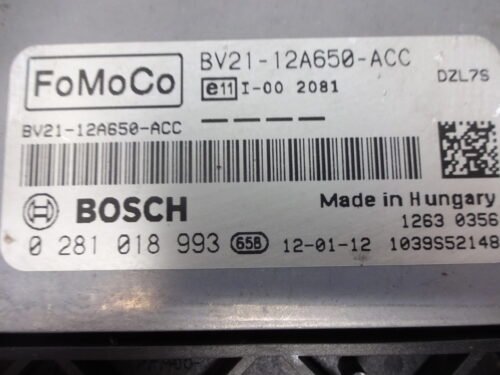 FoMoCo
BV21-12A650-ACC
e11 I-00 2081
DZL7S
BV21-12A650-ACC
BOSCH
Made in Hungary
1263 0356
0 281 018 993 658 12-01-12 1039S52148